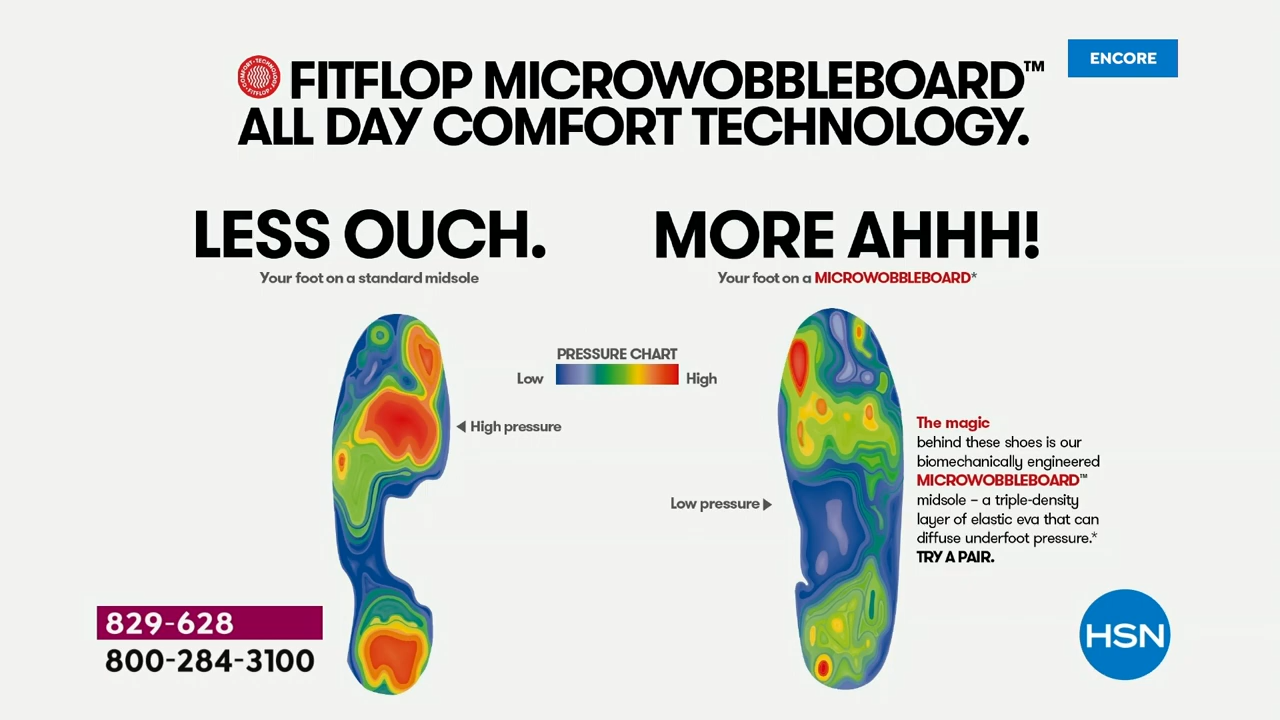 ENCORE
FITFLOP MICROWOBBLEBOARD™
ALL DAY COMFORT TECHNOLOGY.
LESS OUCH.
Your foot on a standard midsole
MORE AHHH!
Your foot on a MICROWOBBLEBOARD*
PRESSURE CHART
Low
High
High pressure
Low pressure
The magic
behind these shoes is our
biomechanically engineered
MICROWOBBLEBOARD™
midsole – a triple-density
layer of elastic eva that can
diffuse underfoot pressure.*
TRY A PAIR.
829-628
800-284-3100
HSN